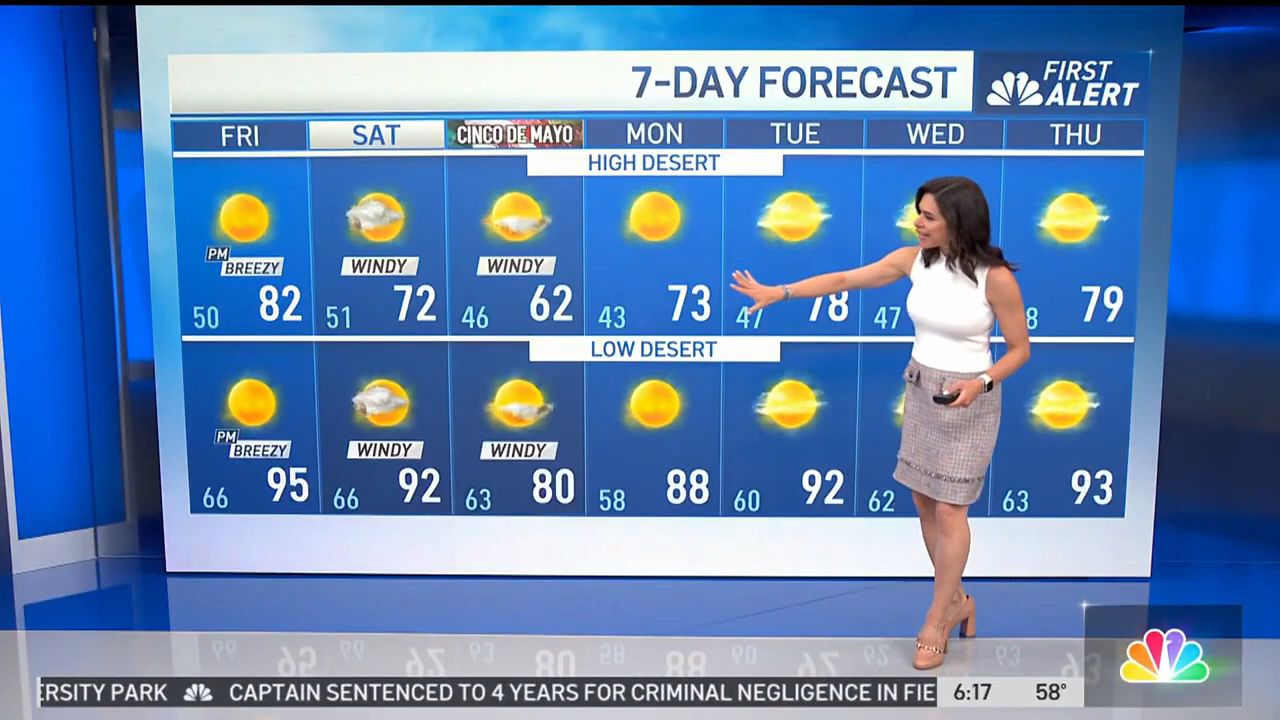 7-DAY FORECAST
FIRST
ALERT
FRI SAT CINCO DE MAYO MON TUE WED THU
HIGH DESERT
PM
BREEZY WINDY WINDY
50 82 51 72 46 62 43 73 47 78 47 8 79
LOW DESERT
PM
BREEZY WINDY WINDY
66 95 66 92 63 80 58 88 60 92 62 63 93
ERSITY PARK CAPTAIN SENTENCED TO 4 YEARS FOR CRIMINAL NEGLIGENCE IN FIE 6:17 58°